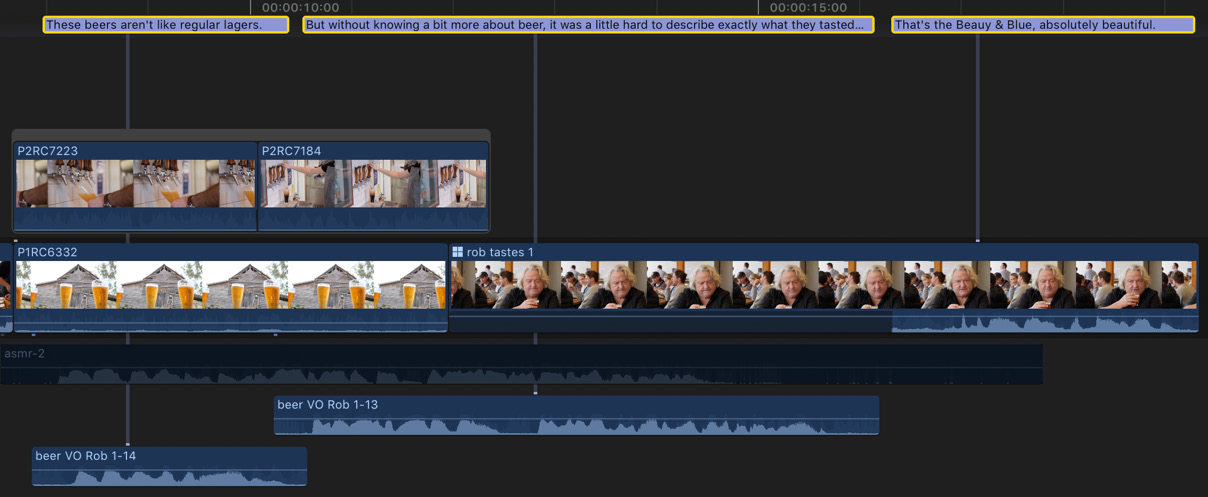 00:00:10:00
00:00:15:00
These beers aren't like regular lagers.
But without knowing a bit more about beer, it was a little hard to describe exactly what they tasted...
That's the Beauy & Blue, absolutely beautiful.
P2RC7223
P2RC7184
P1RC6332
rob tastes 1
asmr-2
beer VO Rob 1-13
beer VO Rob 1-14